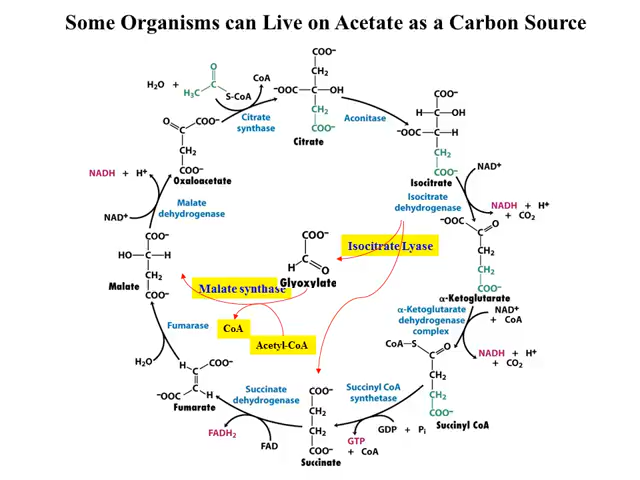 Some Organisms can Live on Acetate as a Carbon Source
H₂O +
O
C
H₃C
S-CoA
CoA
Citrate
synthase
COO⁻
CH₂
⁻OOC—C—OH
CH₂
COO⁻
Citrate
Aconitase
COO⁻
H—C—OH
⁻OOC—C—H
CH₂
COO⁻
Isocitrate
O
COO⁻
C
CH₂
COO⁻
Oxaloacetate
NADH + H⁺
NAD⁺
Malate
dehydrogenase
NAD⁺
Isocitrate
dehydrogenase
NADH + H⁺
+ CO₂
COO⁻
HO—C—H
CH₂
COO⁻
Malate
COO⁻
C
H
O
Glyoxylate
Isocitrate Lyase
Malate synthase
CoA
Acetyl-CoA
⁻OOC
O
C
CH₂
CH₂
COO⁻
α-Ketoglutarate
α-Ketoglutarate
dehydrogenase
complex
NAD⁺
+ CoA
NADH + H⁺
+ CO₂
Fumarase
H₂O
H
COO⁻
C
C
⁻OOC
H
Fumarate
Succinate
dehydrogenase
FADH₂
FAD
COO⁻
CH₂
CH₂
COO⁻
Succinate
Succinyl CoA
synthetase
GTP
+ CoA
GDP + Pᵢ
CoA—S
O
C
CH₂
CH₂
COO⁻
Succinyl CoA